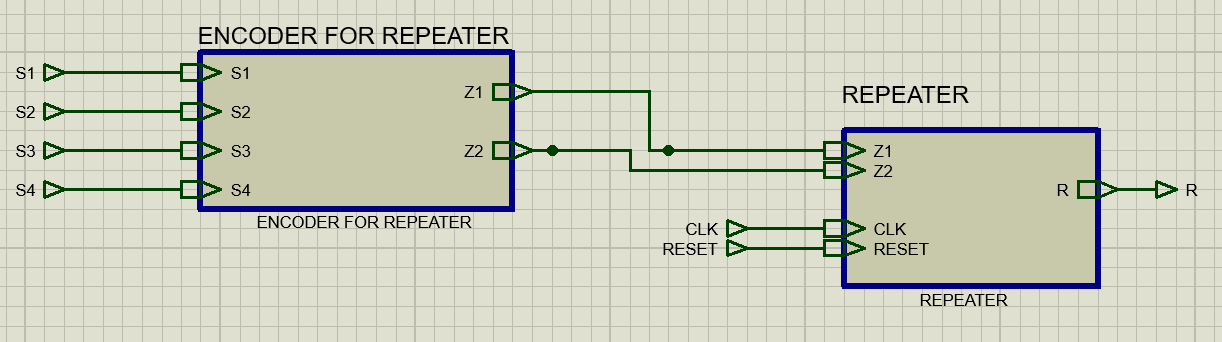 ENCODER FOR REPEATER
S1
S1
S2
S2
S3
S3
S4
S4
Z1
Z2
ENCODER FOR REPEATER
REPEATER
Z1
Z2
CLK
CLK
RESET
RESET
R
R
REPEATER